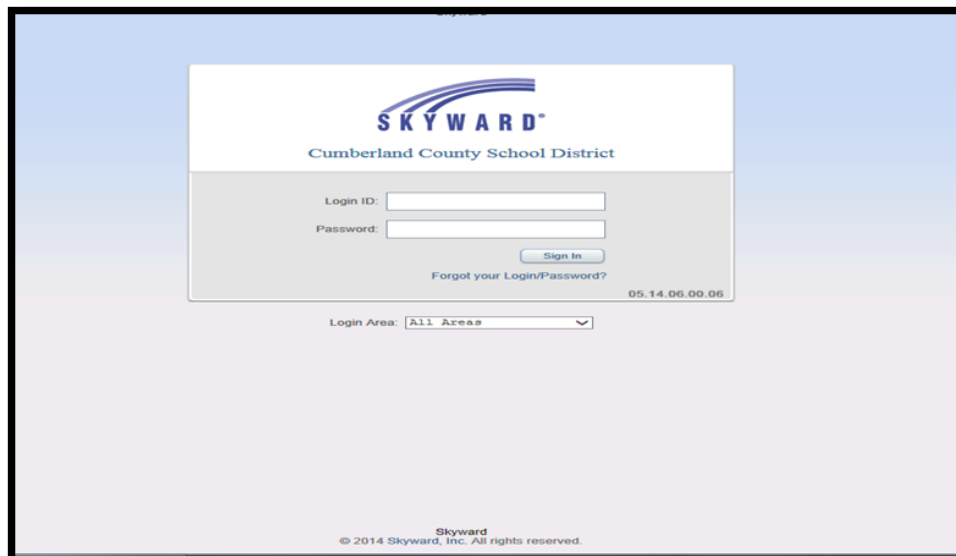 SKYWARD®
Cumberland County School District
Login ID:
Password:
Sign In
Forgot your Login/Password?
05.14.06.00.06
Login Area: All Areas
Skyward
© 2014 Skyward, Inc. All rights reserved.